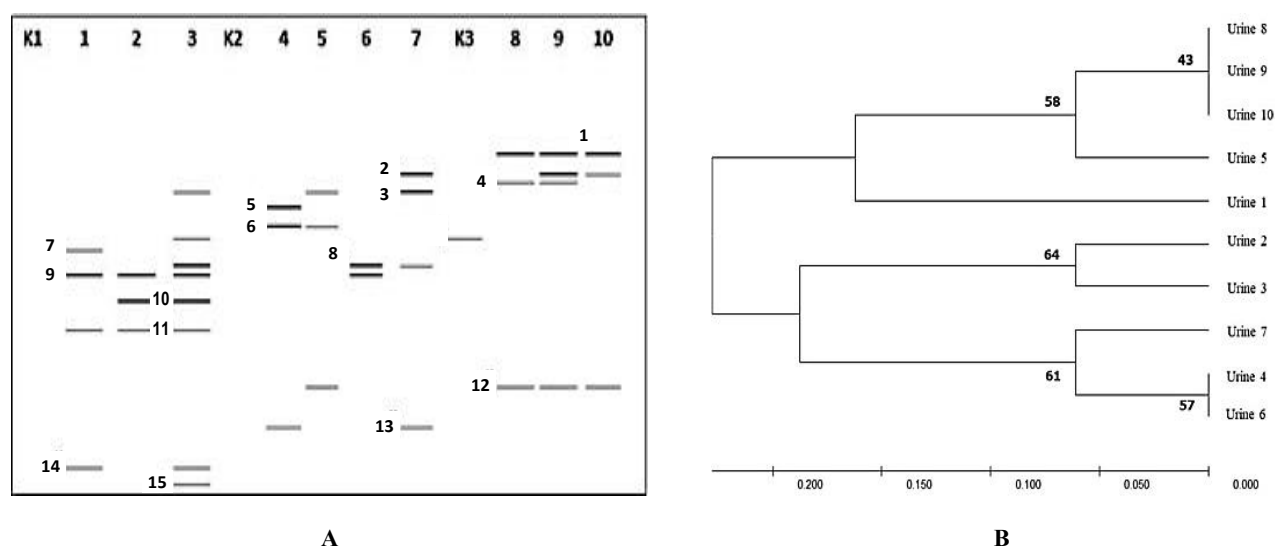 K1 1 2 3 K2 4 5 6 7 K3 8 9 10
1
2
3
4
5
6
7
8
9
10
11
12
13
14
15
A
43
58
64
61
57
Urine 8
Urine 9
Urine 10
Urine 5
Urine 1
Urine 2
Urine 3
Urine 7
Urine 4
Urine 6
0.200 0.150 0.100 0.050 0.000
B